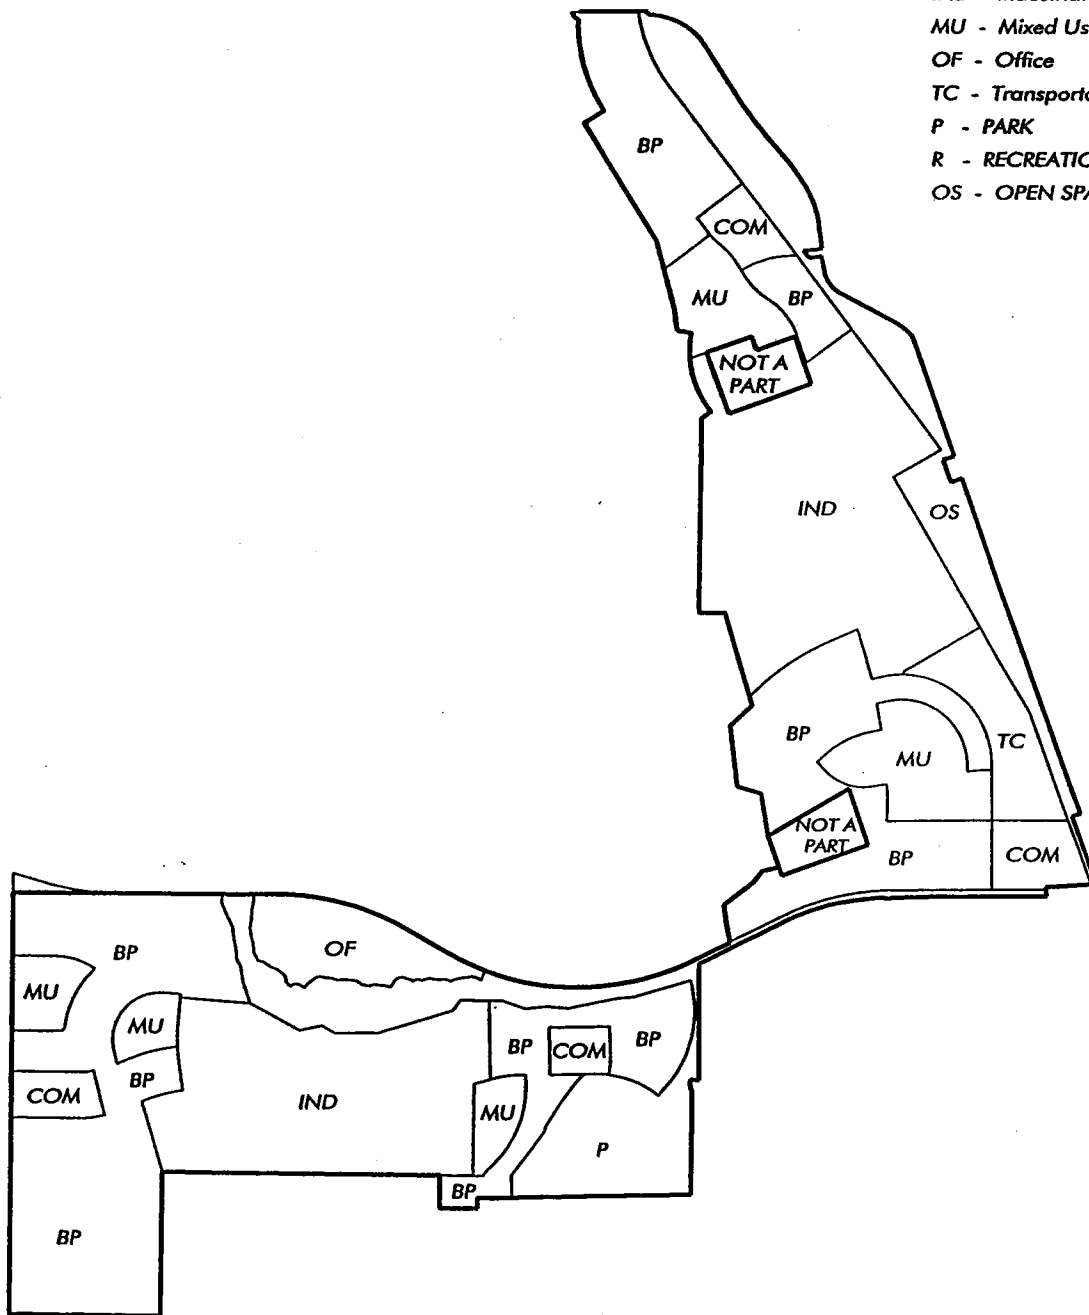 MU - Mixed Us
OF - Office
TC - Transporta
P - PARK
R - RECREATIO
OS - OPEN SPA
BP
COM
MU
BP
NOT A
PART
IND
OS
BP
MU
TC
NOT A
PART
BP
COM
OF
BP
MU
MU
BP
COM
BP
BP
COM
IND
MU
P
BP
BP